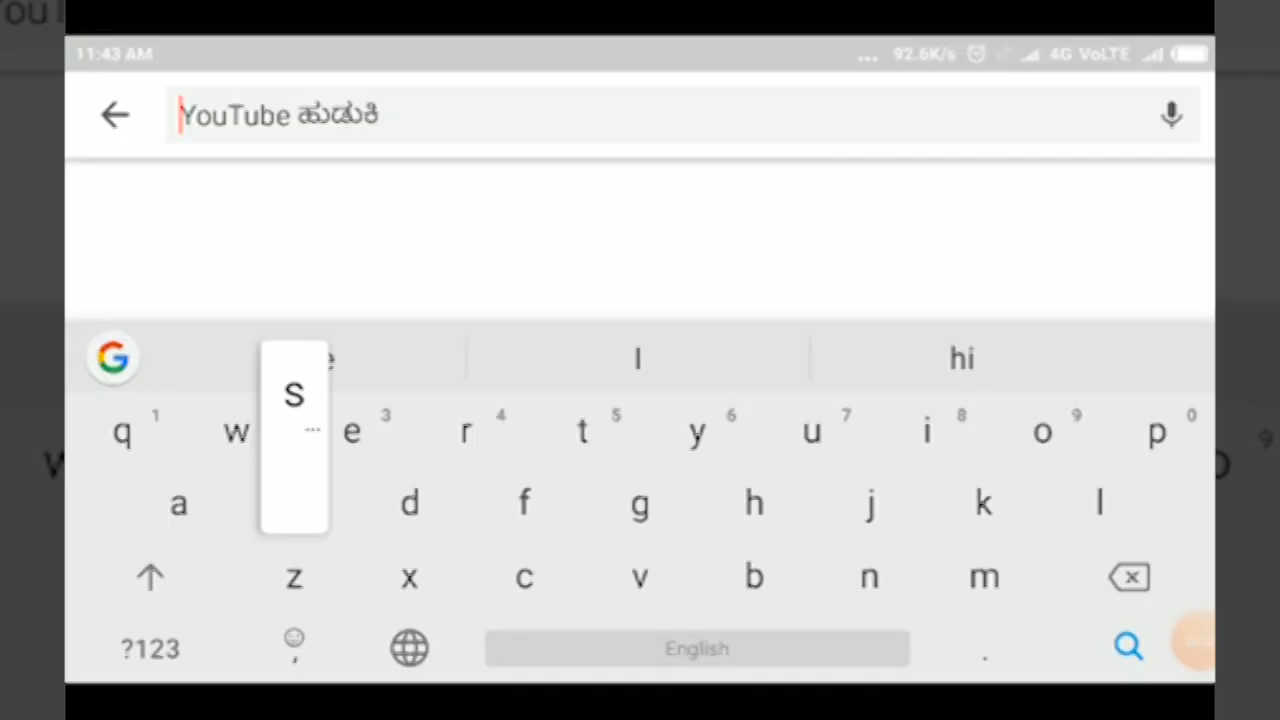 11:43 AM ... 92.6K/s 4G VoLTE
YouTube ಹುಡುಕಿ
I hi
S
...
q 1 w e 3 r 4 t 5 y 6 u 7 i 8 o 9 p 0
a d f g h j k l
z x c v b n m
?123 , English .